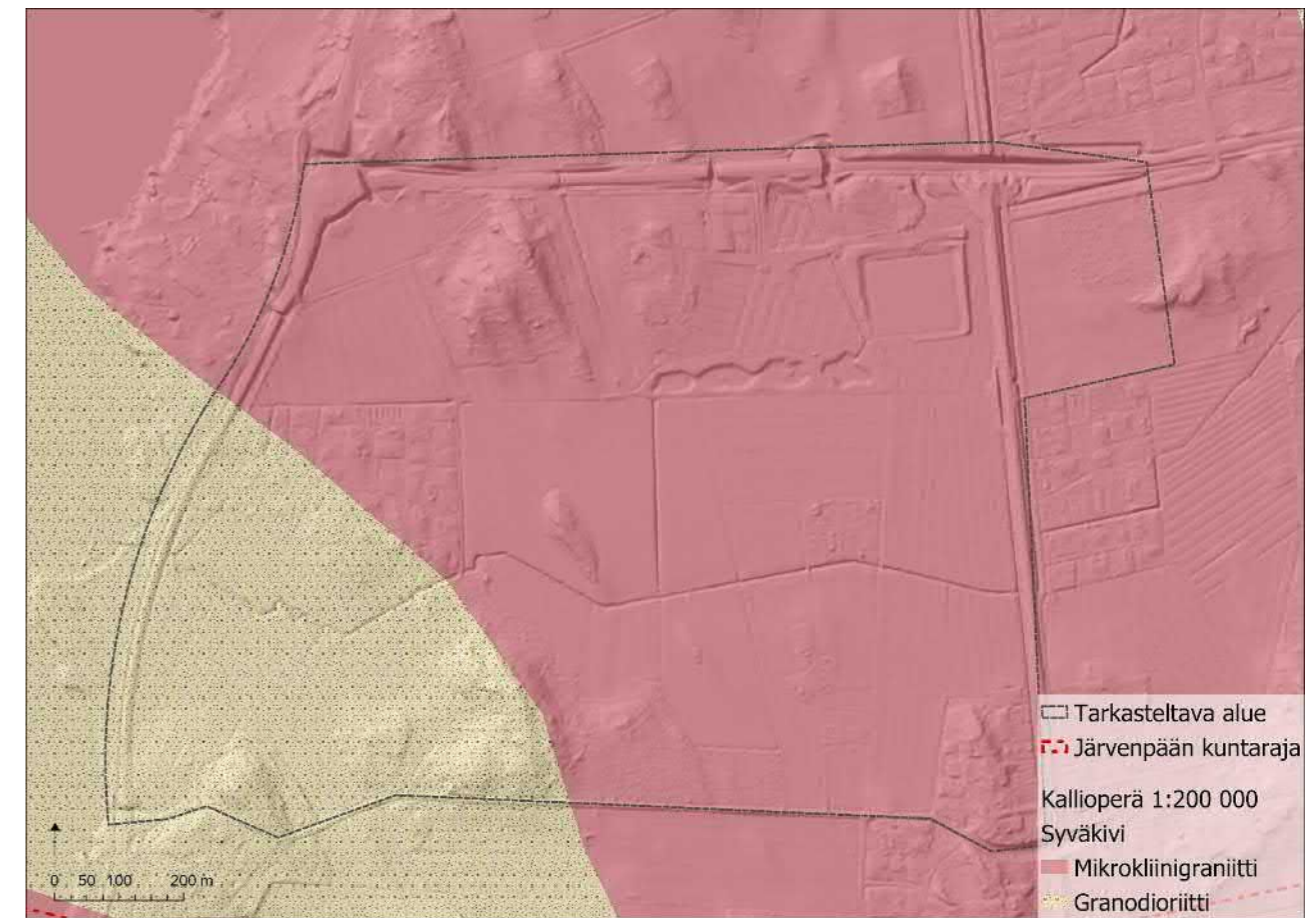 Tarkasteltava alue
Järvenpään kuntaraja
Kallioperä 1:200 000
Syväkivi
Mikrokliinigraniitti
Granodioriitti
0 50 100 200 m